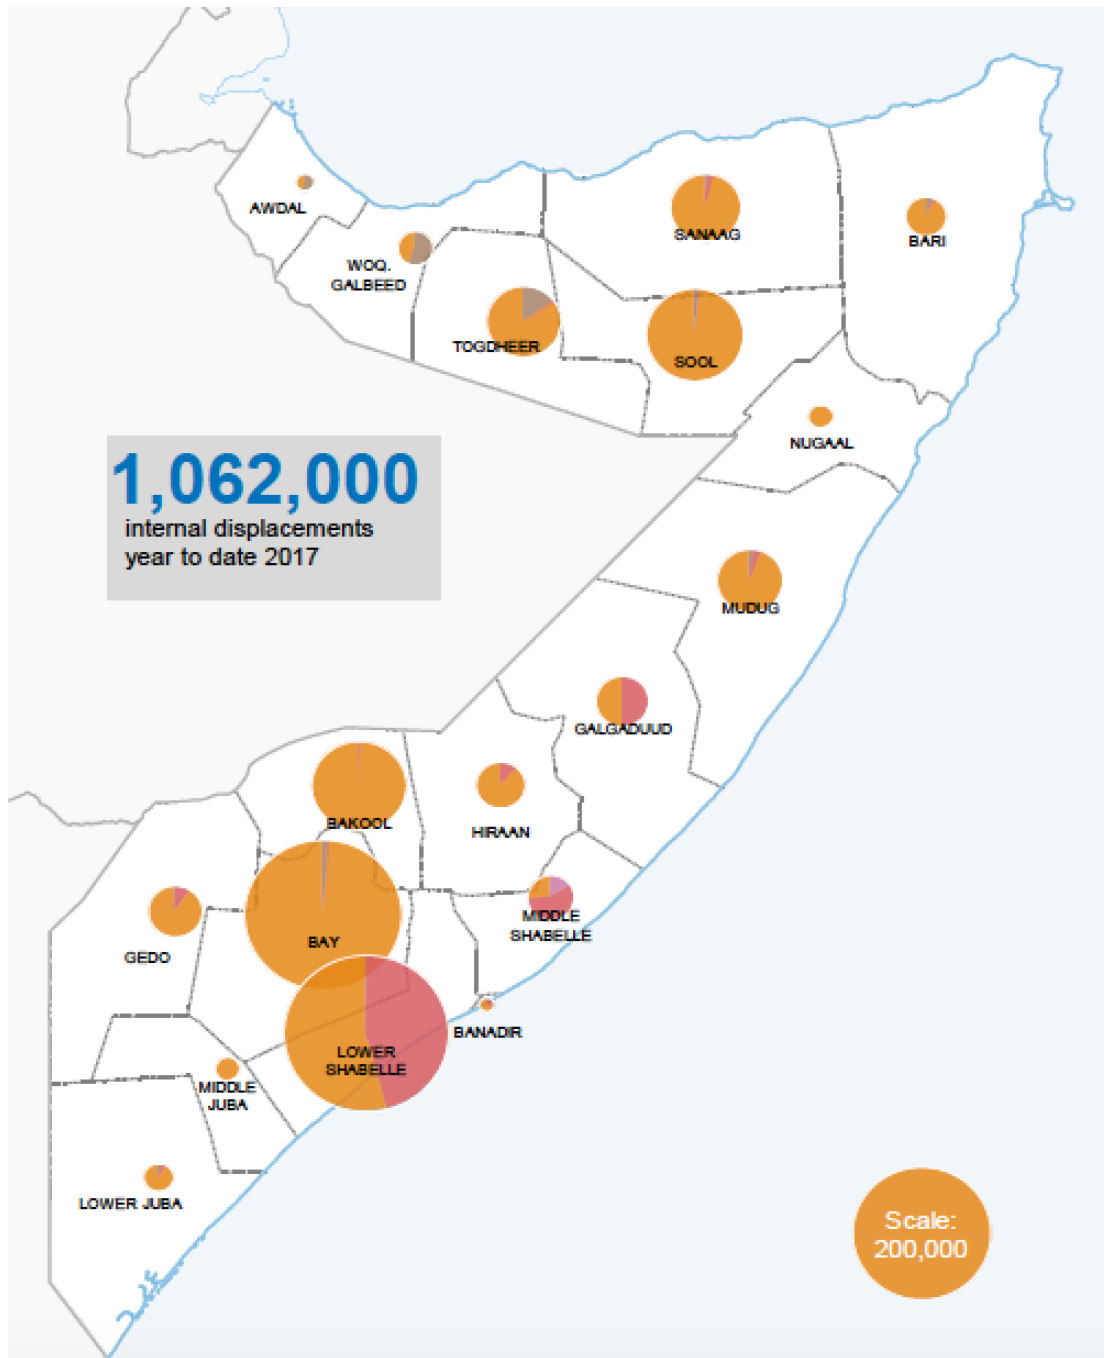 AWDAL
WOQ.
GALBEED
TOGDHEER
SANAAG
BARI
SOOL
NUGAAL
1,062,000
internal displacements
year to date 2017
MUDUG
GALGADUUD
BAKOOL
HIRAAN
GEDO
BAY
MIDDLE
SHABELLE
BANADIR
LOWER
SHABELLE
MIDDLE
JUBA
LOWER JUBA
Scale:
200,000